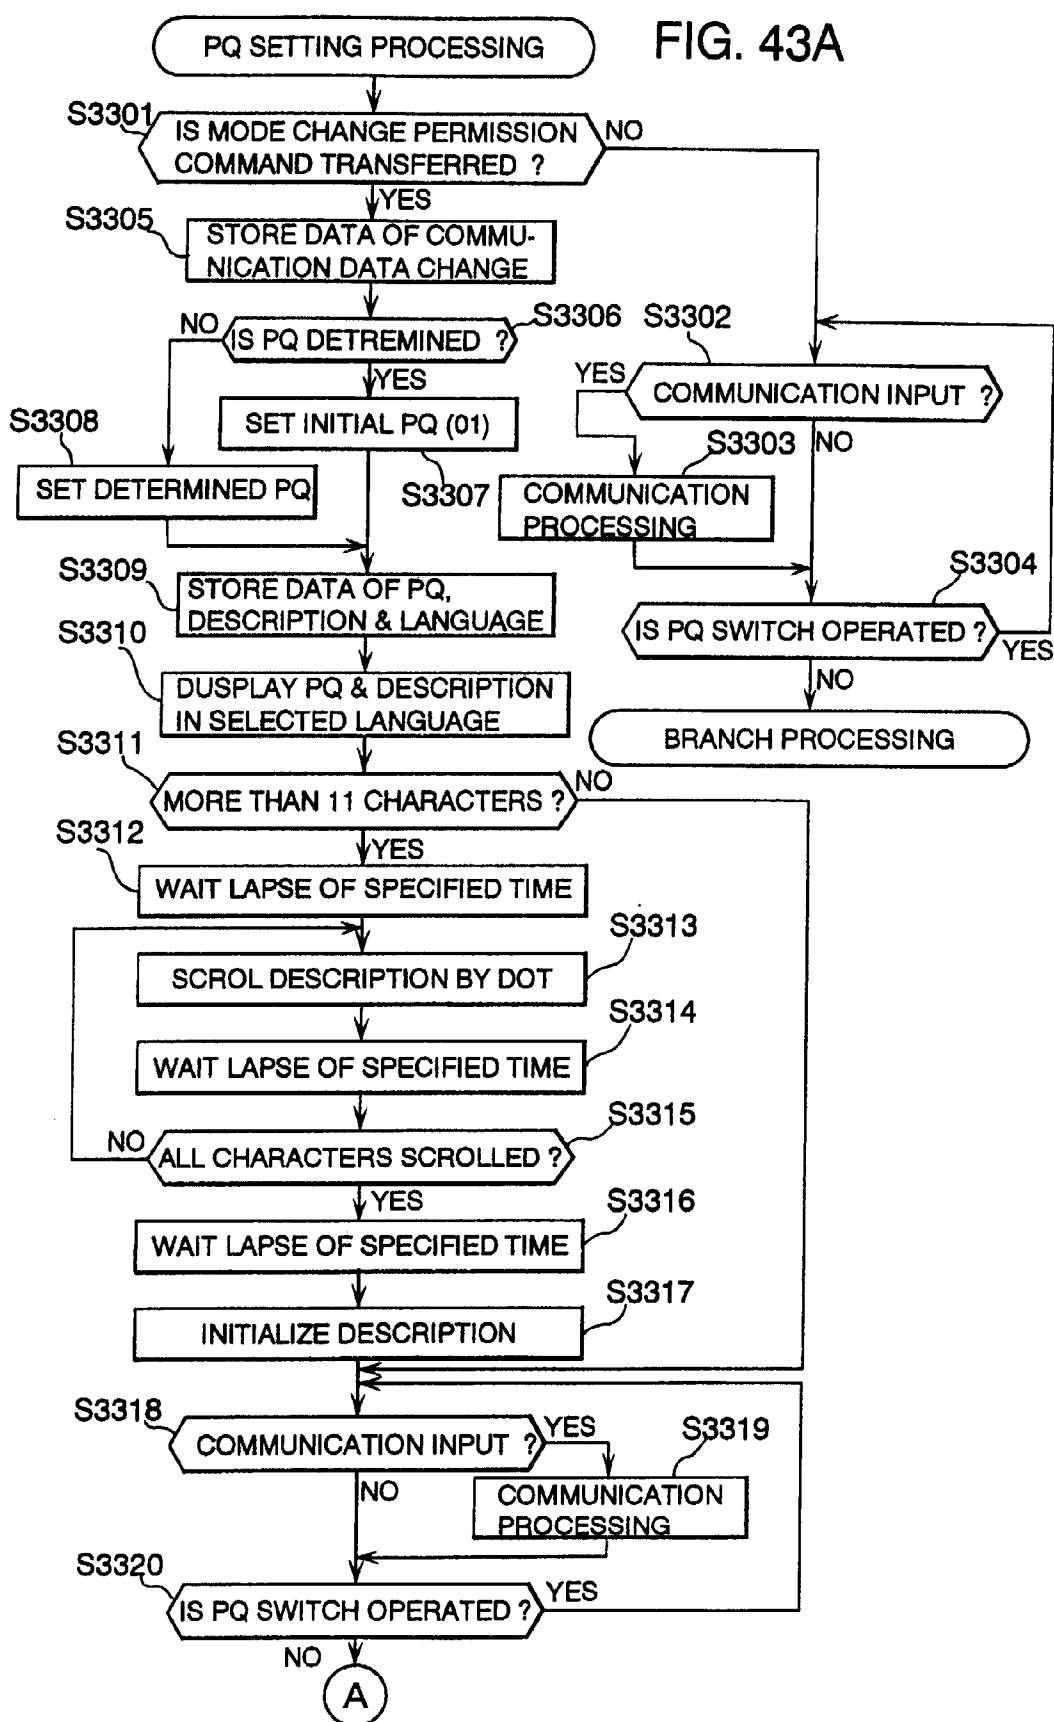 PQ SETTING PROCESSING
FIG. 43A
S3301
IS MODE CHANGE PERMISSION
COMMAND TRANSFERRED ?
NO
YES
S3305
STORE DATA OF COMMU-
NICATION DATA CHANGE
NO
IS PQ DETREMINED ?
S3306
S3302
YES
YES
COMMUNICATION INPUT ?
S3308
SET INITIAL PQ (01)
S3307
NO
S3303
SET DETERMINED PQ
COMMUNICATION
PROCESSING
S3309
STORE DATA OF PQ,
DESCRIPTION & LANGUAGE
S3304
IS PQ SWITCH OPERATED ?
YES
NO
S3310
DUSPLAY PQ & DESCRIPTION
IN SELECTED LANGUAGE
BRANCH PROCESSING
S3311
MORE THAN 11 CHARACTERS ?
NO
YES
S3312
WAIT LAPSE OF SPECIFIED TIME
S3313
SCROL DESCRIPTION BY DOT
S3314
WAIT LAPSE OF SPECIFIED TIME
S3315
NO
ALL CHARACTERS SCROLLED ?
YES
S3316
WAIT LAPSE OF SPECIFIED TIME
S3317
INITIALIZE DESCRIPTION
S3318
COMMUNICATION INPUT ?
YES
S3319
NO
COMMUNICATION
PROCESSING
S3320
IS PQ SWITCH OPERATED ?
YES
NO
A